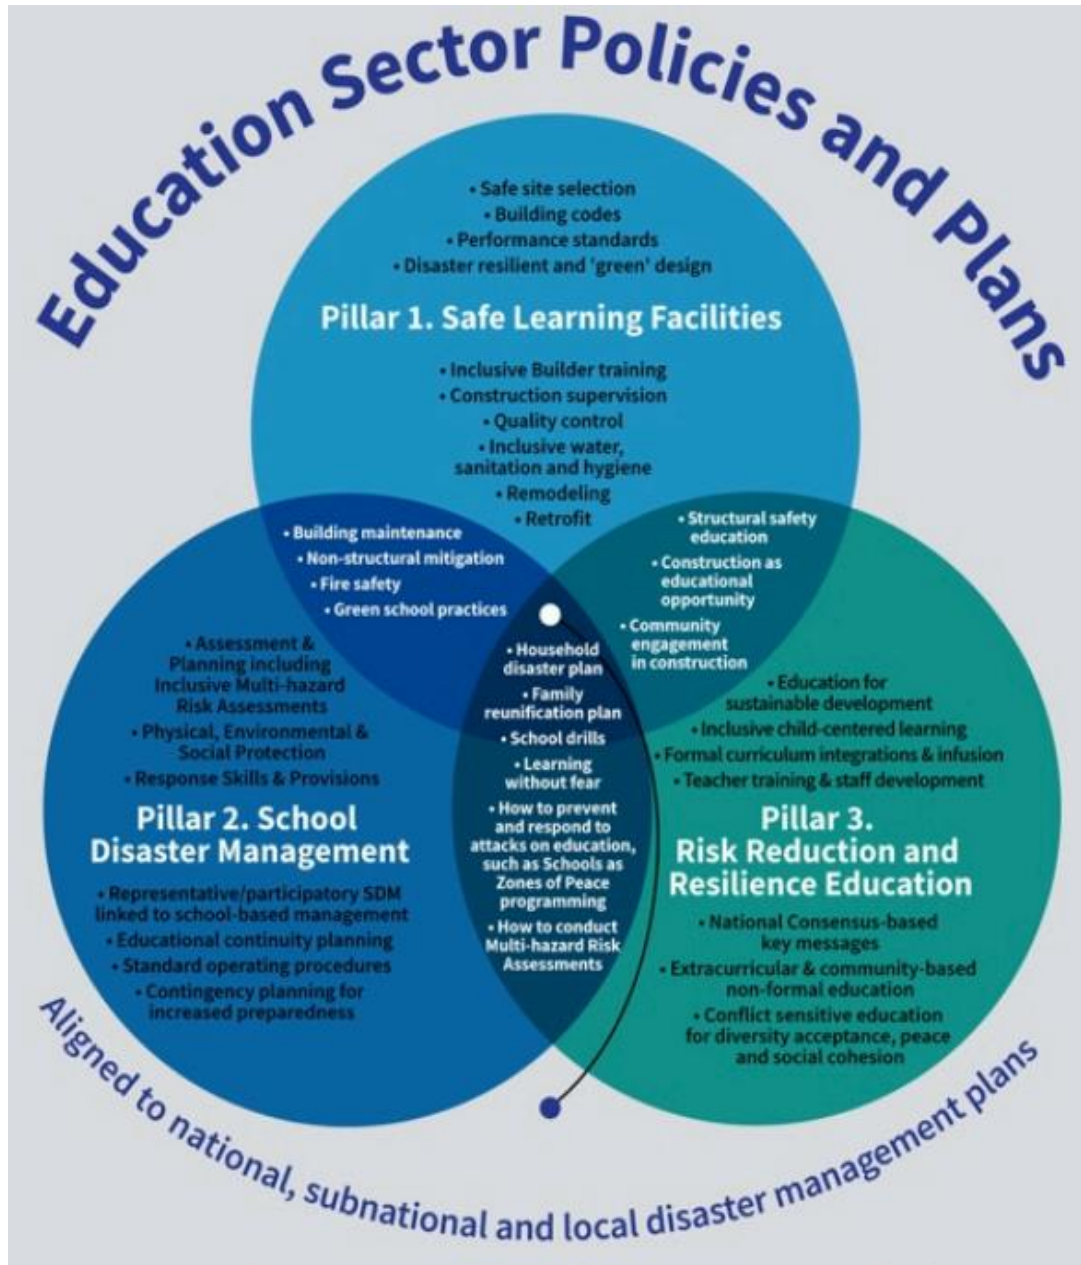 Education Sector Policies and Plans
• Safe site selection
• Building codes
• Performance standards
• Disaster resilient and 'green' design
Pillar 1. Safe Learning Facilities
• Inclusive Builder training
• Construction supervision
• Quality control
• Inclusive water,
sanitation and hygiene
• Remodeling
• Retrofit
• Building maintenance
• Non-structural mitigation
• Fire safety
• Green school practices
• Structural safety
education
• Construction as
educational
opportunity
• Community
engagement
in construction
• Assessment &
Planning including
Inclusive Multi-hazard
Risk Assessments
• Physical, Environmental &
Social Protection
• Response Skills & Provisions
Pillar 2. School
Disaster Management
• Representative/participatory SDM
linked to school-based management
• Educational continuity planning
• Standard operating procedures
• Contingency planning for
increased preparedness
• Household
disaster plan
• Family
reunification plan
• School drills
• Learning
without fear
• How to prevent
and respond to
attacks on education,
such as Schools as
Zones of Peace
programming
• How to conduct
Multi-hazard Risk
Assessments
• Education for
sustainable development
• Inclusive child-centered learning
• Formal curriculum integrations & infusion
• Teacher training & staff development
Pillar 3.
Risk Reduction and
Resilience Education
• National Consensus-based
key messages
• Extracurricular & community-based
non-formal education
• Conflict sensitive education
for diversity acceptance, peace
and social cohesion
Aligned to national, subnational and local disaster management plans